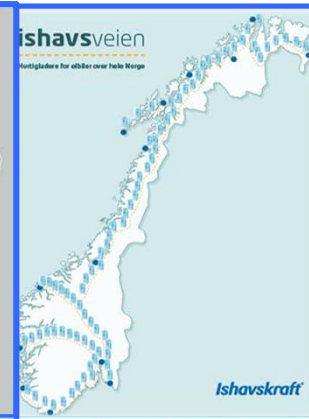 ishavsveien
Hurtigladere for elbiler over hele Norge
Ishavskraft